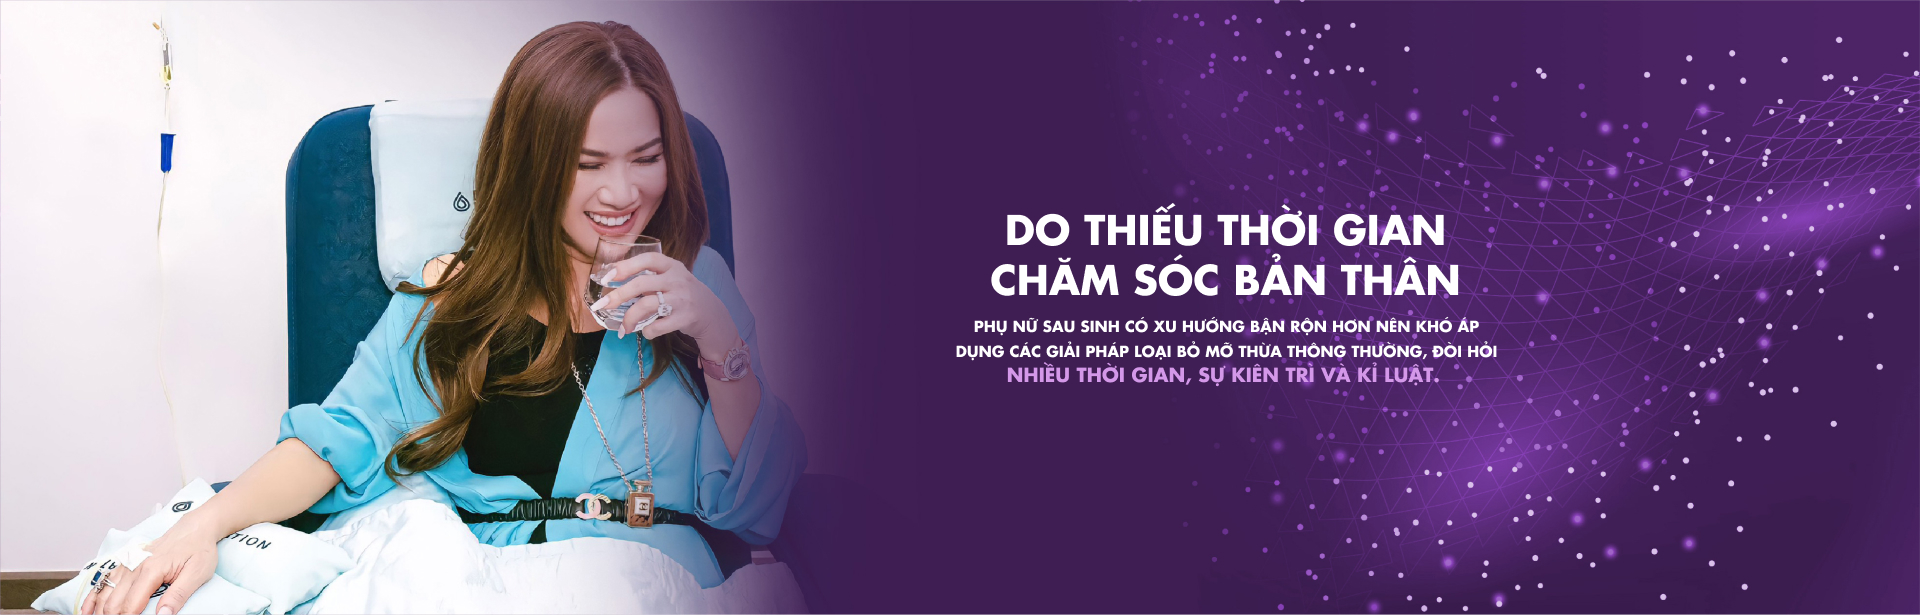 DO THIẾU THỜI GIAN
CHĂM SÓC BẢN THÂN
PHỤ NỮ SAU SINH CÓ XU HƯỚNG BẬN RỘN HƠN NÊN KHÓ ÁP
DỤNG CÁC GIẢI PHÁP LOẠI BỎ MỠ THỪA THÔNG THƯỜNG, ĐÒI HỎI
NHIỀU THỜI GIAN, SỰ KIÊN TRÌ VÀ KỈ LUẬT.